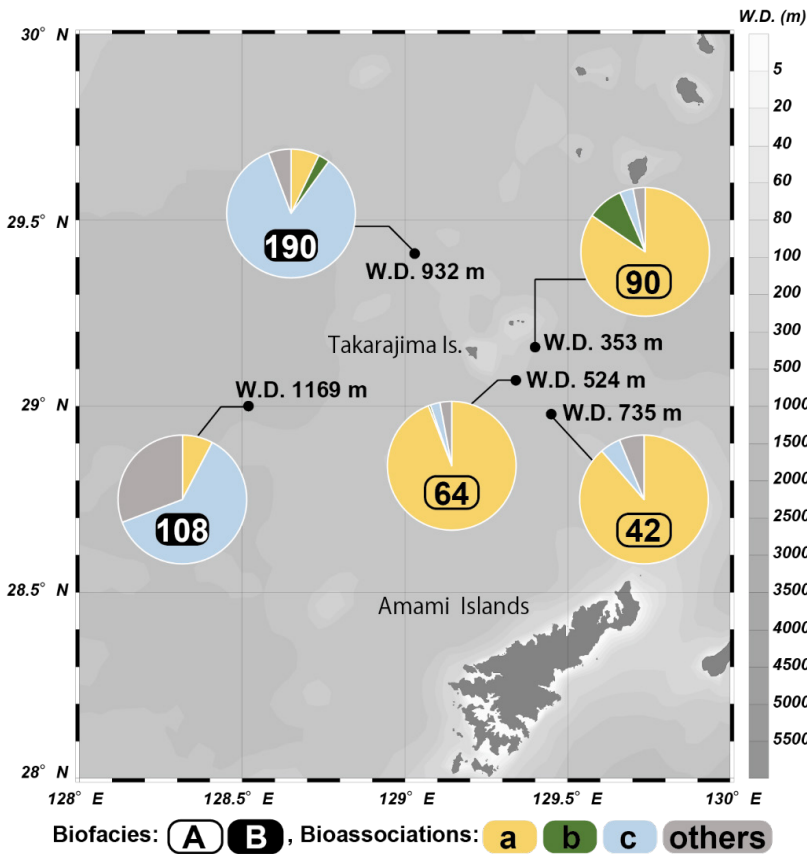 W.D. (m)
30° N
5
20
40
60
80
29.5° N
190
W.D. 932 m
100
90
200
300
Takarajima Is.
W.D. 353 m
400
W.D. 524 m
500
W.D. 1169 m
29° N
W.D. 735 m
1000
1500
2000
64
2500
108
42
3000
28.5° N
3500
Amami Islands
4000
4500
5000
5500
28° N
128° E
128.5° E
129° E
129.5° E
130° E
Biofacies: A B , Bioassociations: a b c others